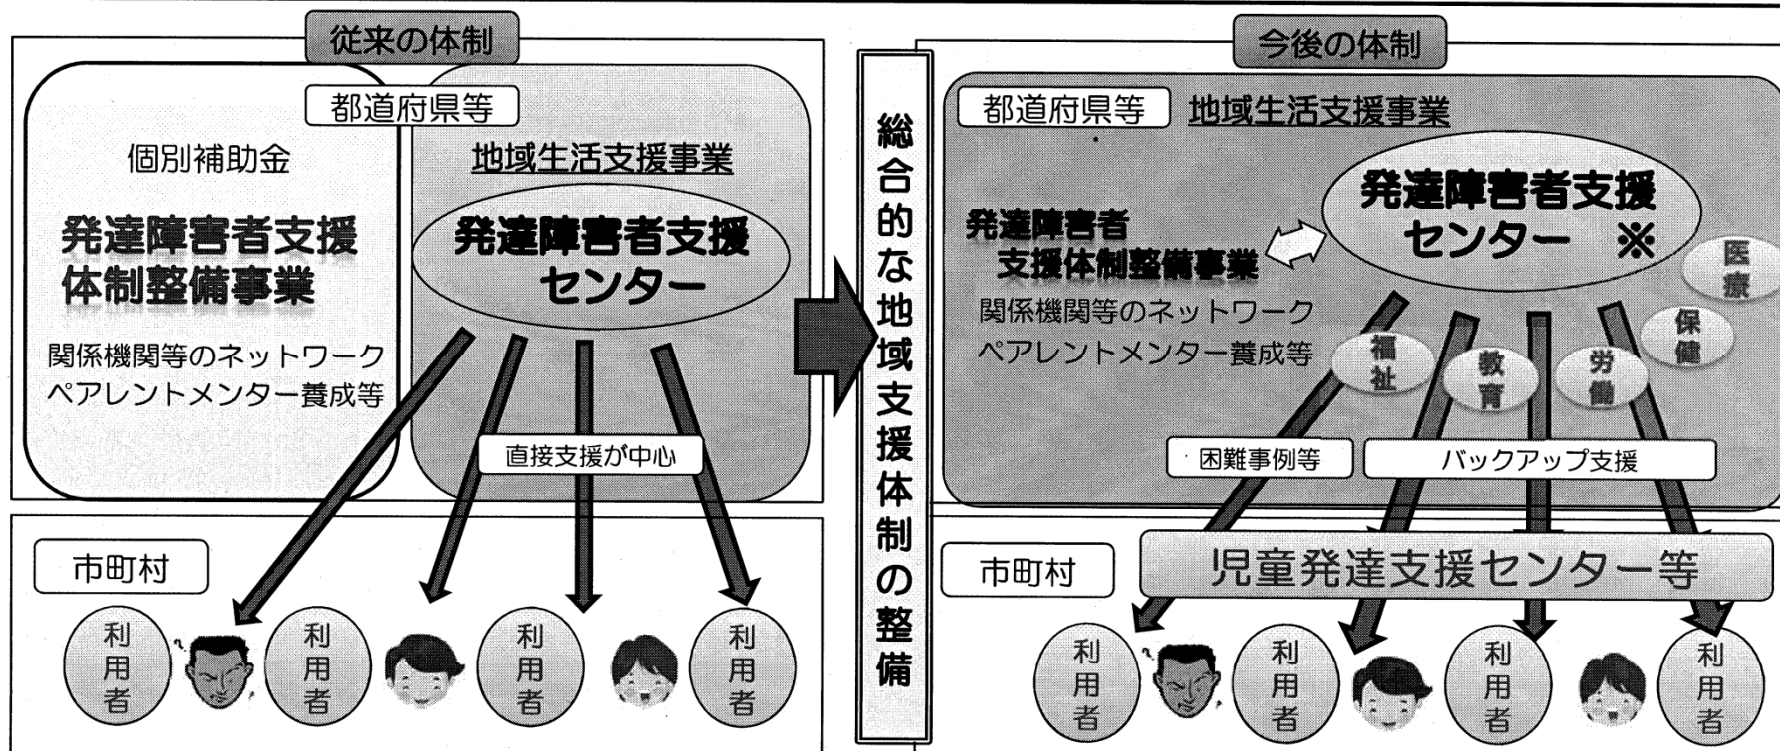 従来の体制
都道府県等
個別補助金
発達障害者支援
体制整備事業
関係機関等のネットワーク
ペアレントメンター養成等
地域生活支援事業
発達障害者支援
センター
直接支援が中心
市町村
利用者
利用者
利用者
利用者
総合的な地域支援体制の整備
今後の体制
都道府県等
地域生活支援事業
発達障害者
支援体制整備事業
関係機関等のネットワーク
ペアレントメンター養成等
発達障害者支援
センター ※
医療
保健
労働
教育
福祉
困難事例等
バックアップ支援
市町村
児童発達支援センター等
利用者
利用者
利用者
利用者